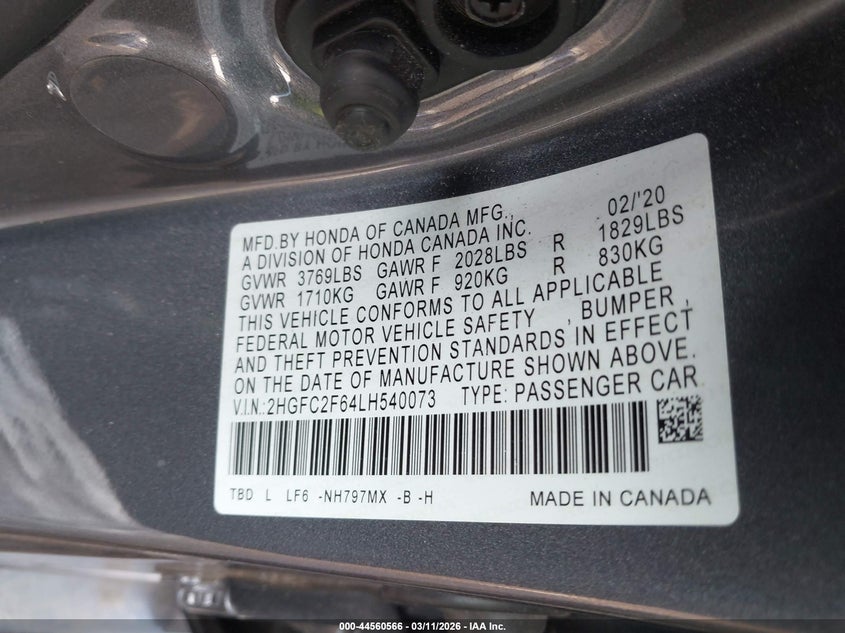 MFD.BY HONDA OF CANADA MFG., 02/'20
A DIVISION OF HONDA CANADA INC.
GVWR 3769LBS GAWR F 2028LBS R 1829LBS
GVWR 1710KG GAWR F 920KG R 830KG
THIS VEHICLE CONFORMS TO ALL APPLICABLE
FEDERAL MOTOR VEHICLE SAFETY , BUMPER ,
AND THEFT PREVENTION STANDARDS IN EFFECT
ON THE DATE OF MANUFACTURE SHOWN ABOVE.
V.I.N.:2HGFC2F64LH540073 TYPE: PASSENGER CAR
TBD L LF6 -NH797MX -B -H MADE IN CANADA
000-44560566 - 03/11/2026 - IAA Inc.